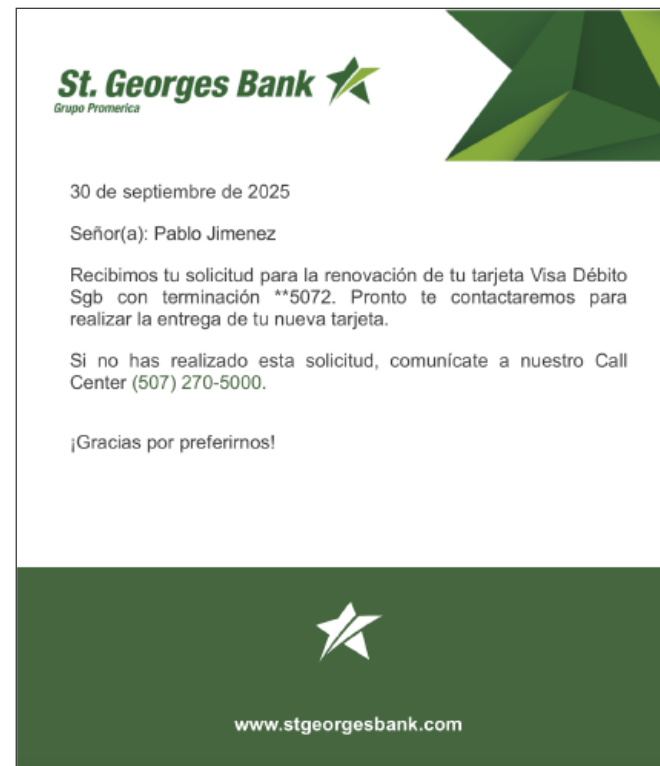 St. Georges Bank
Grupo Promerica
30 de septiembre de 2025
Señor(a): Pablo Jimenez
Recibimos tu solicitud para la renovación de tu tarjeta Visa Débito
Sgb con terminación **5072. Pronto te contactaremos para
realizar la entrega de tu nueva tarjeta.
Si no has realizado esta solicitud, comunícate a nuestro Call
Center (507) 270-5000.
¡Gracias por preferirnos!
www.stgeorgesbank.com